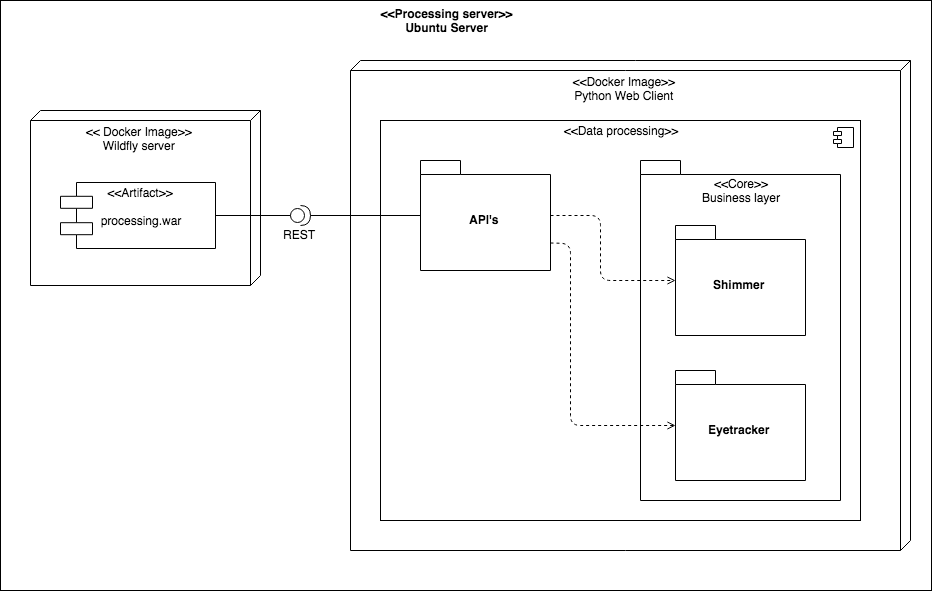 <<Processing server>>
Ubuntu Server
<<Docker Image>>
Python Web Client
<< Docker Image>>
Wildfly server
<<Data processing>>
<<Artifact>>
processing.war
REST
API's
<<Core>>
Business layer
Shimmer
Eyetracker